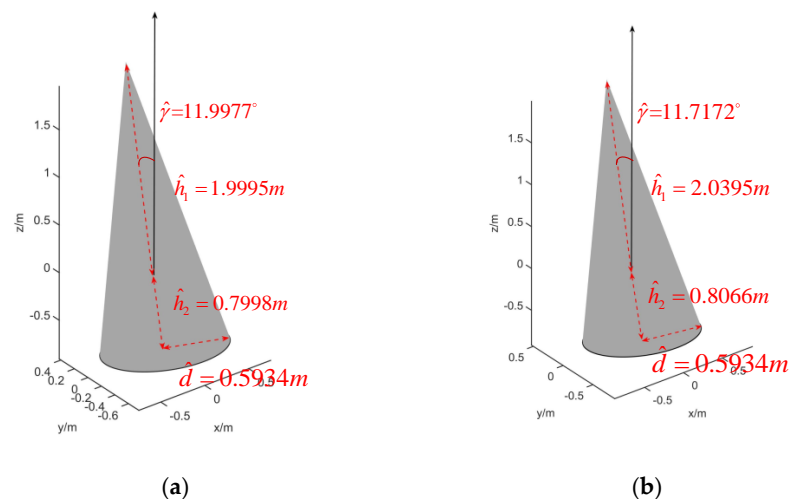 γ̂=11.9977°
ĥ₁ = 1.9995m
ĥ₂ = 0.7998m
d̂ = 0.5934m
1.5
1
0.5
0
-0.5
z/m
0.4
0.2
0
-0.2
-0.4
-0.6
y/m
-0.5
0
0.5
x/m
(a)
γ̂=11.7172°
ĥ₁ = 2.0395m
ĥ₂ = 0.8066m
d̂ = 0.5934m
1.5
1
0.5
0
-0.5
z/m
0.5
0
-0.5
y/m
-0.5
0
0.5
x/m
(b)